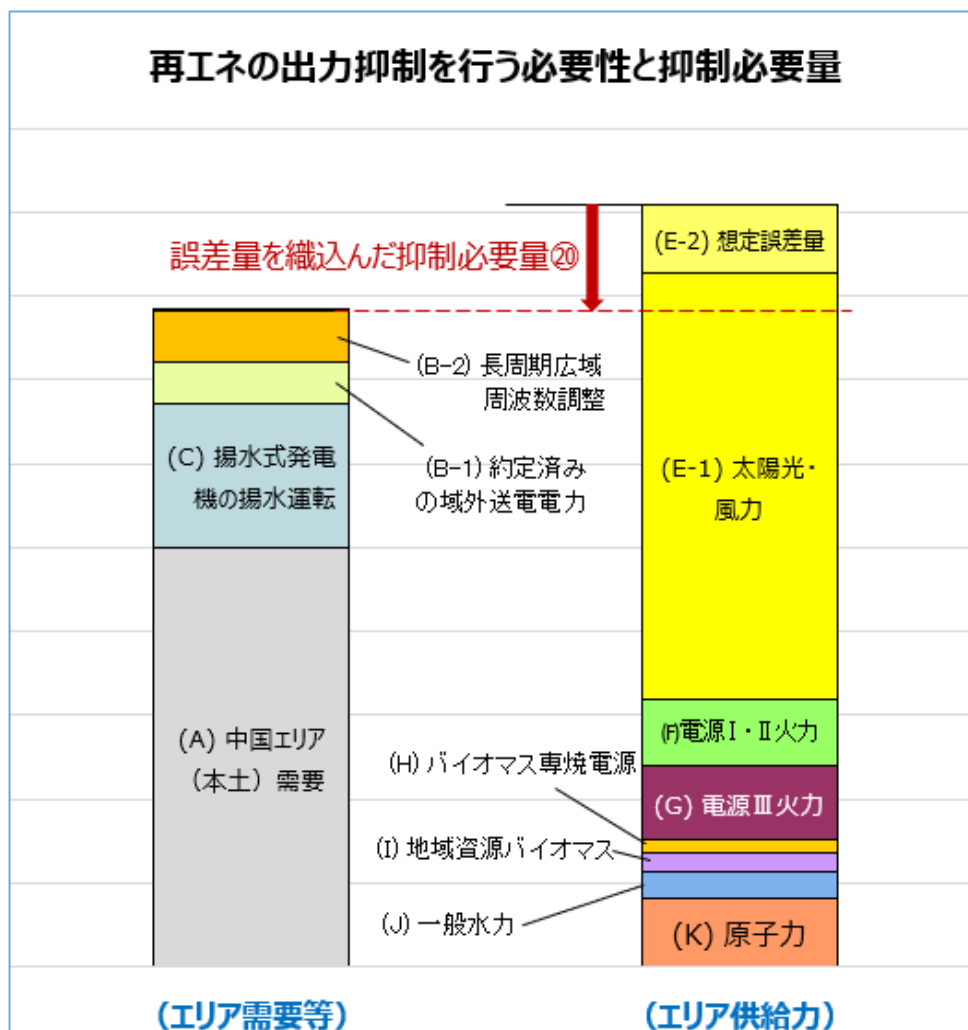 再エネの出力抑制を行う必要性と抑制必要量
誤差量を織込んだ抑制必要量⑳
(B-2) 長周期広域
周波数調整
(B-1) 約定済み
の域外送電電力
(C) 揚水式発電
機の揚水運転
(A) 中国エリア
（本土）需要
(E-2) 想定誤差量
(E-1) 太陽光・
風力
(F)電源Ⅰ・Ⅱ火力
(G) 電源Ⅲ火力
(H) バイオマス専焼電源
(I) 地域資源バイオマス
(J) 一般水力
(K) 原子力
（エリア需要等）
（エリア供給力）